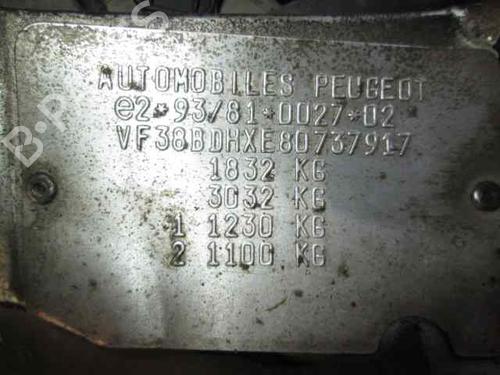 AUTOMOBILES PEUGEOT
e2*93/81*0027*02
VF38BDHXE80737917
1832 KG
3032 KG
1 1230 KG
2 1100 KG